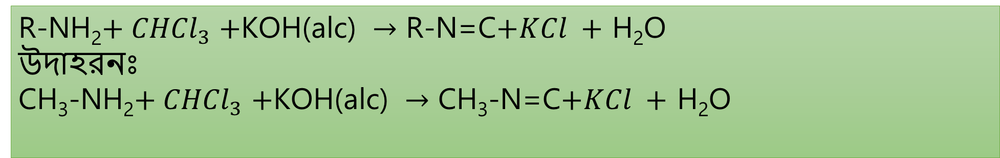 R-NH₂+ 𝐶𝐻𝐶𝑙₃ +KOH(alc) → R-N=C+𝐾𝐶𝑙 + H₂O
উদাহরনঃ
CH₃-NH₂+ 𝐶𝐻𝐶𝑙₃ +KOH(alc) → CH₃-N=C+𝐾𝐶𝑙 + H₂O